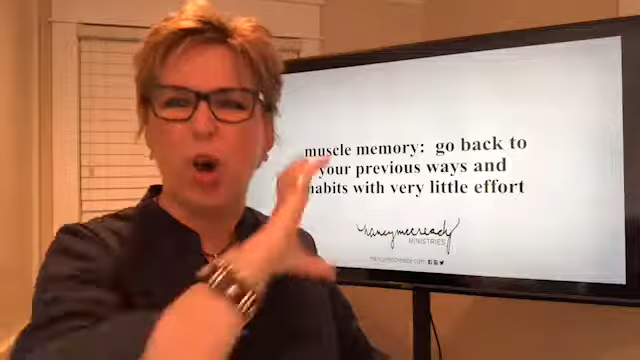 muscle memory: go back to
your previous ways and
habits with very little effort
nancymccready
MINISTRIES